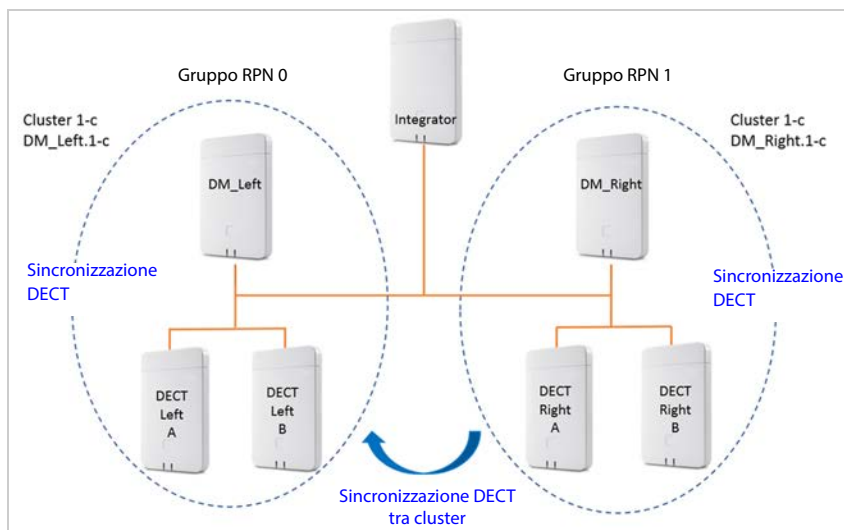 Gruppo RPN 0
Gruppo RPN 1
Cluster 1-c
DM_Left.1-c
Integrator
Cluster 1-c
DM_Right.1-c
DM_Left
DM_Right
Sincronizzazione
DECT
Sincronizzazione
DECT
DECT
Left
A
DECT
Left
B
DECT
Right
A
DECT
Right
B
Sincronizzazione DECT
tra cluster